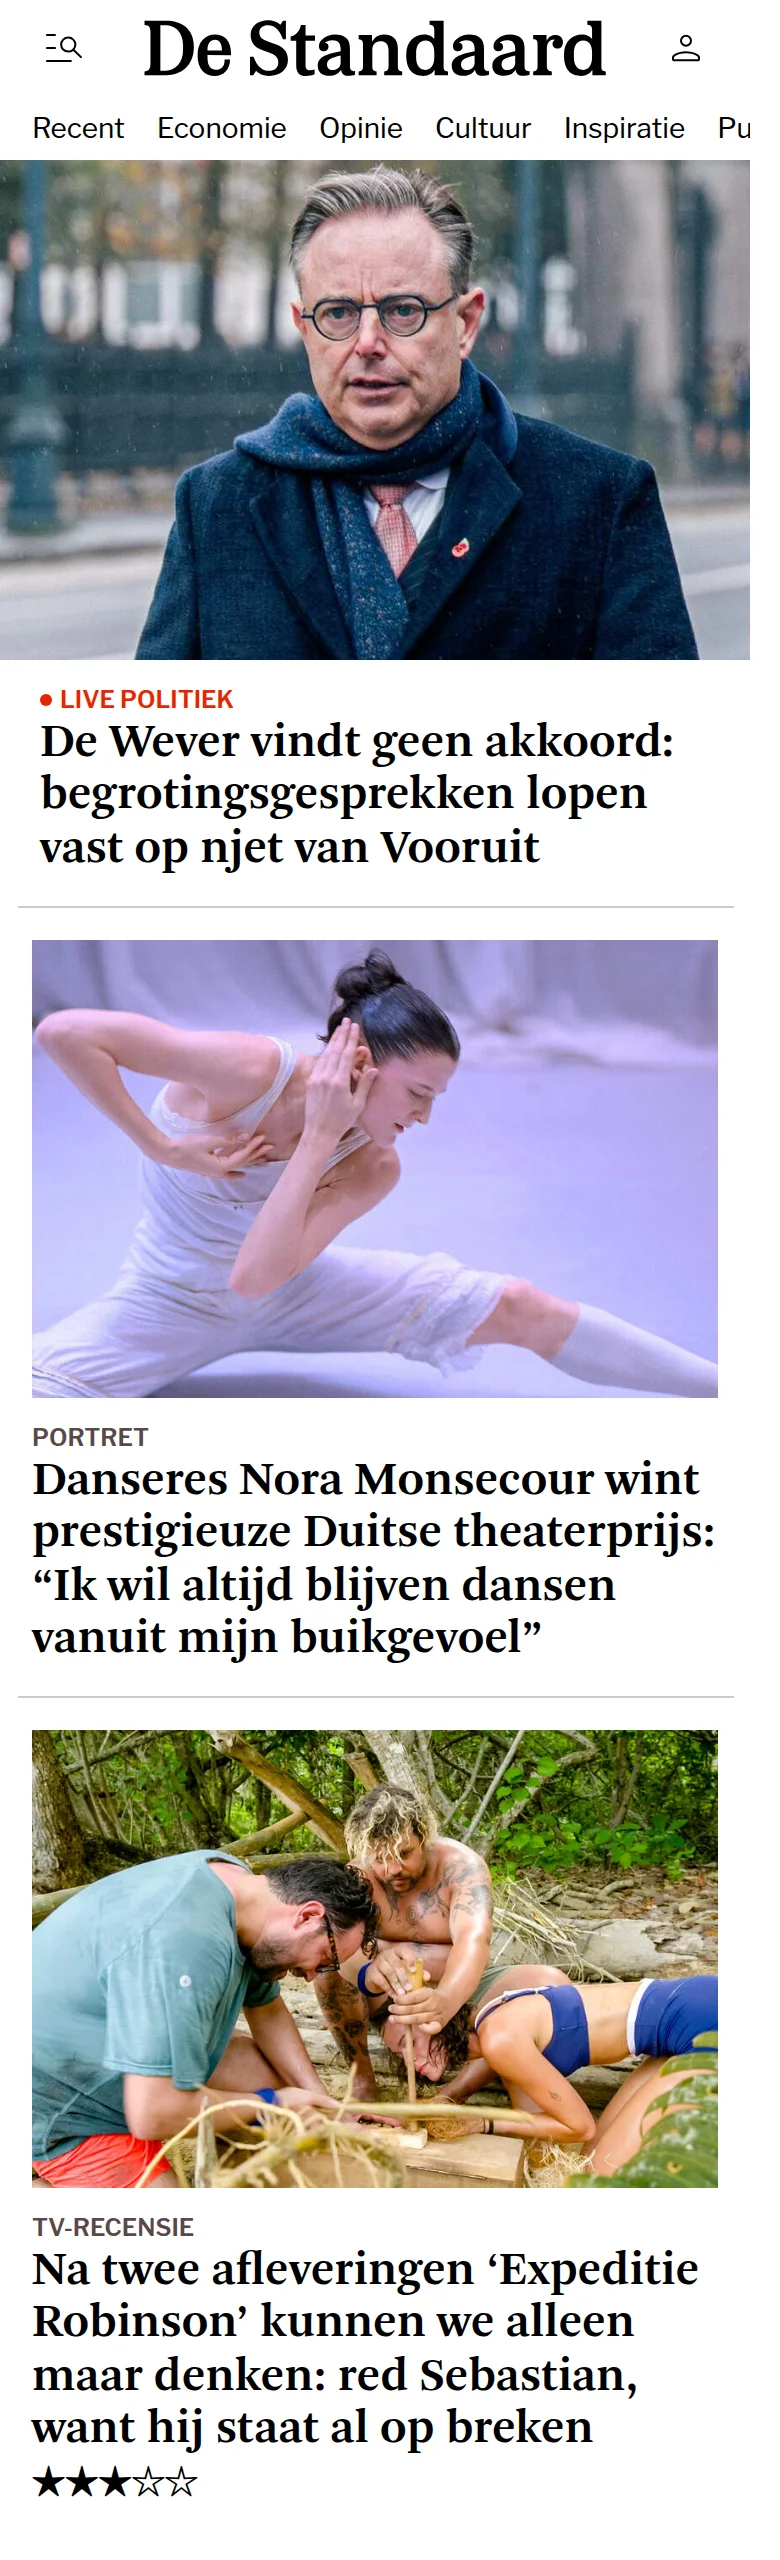 De Standaard
Recent Economie Opinie Cultuur Inspiratie Pu
LIVE POLITIEK
De Wever vindt geen akkoord:
begrotingsgesprekken lopen
vast op njet van Vooruit
PORTRET
Danseres Nora Monsecour wint
prestigieuze Duitse theaterprijs:
“Ik wil altijd blijven dansen
vanuit mijn buikgevoel”
TV-RECENSIE
Na twee afleveringen ‘Expeditie
Robinson’ kunnen we alleen
maar denken: red Sebastian,
want hij staat al op breken
★★★☆☆